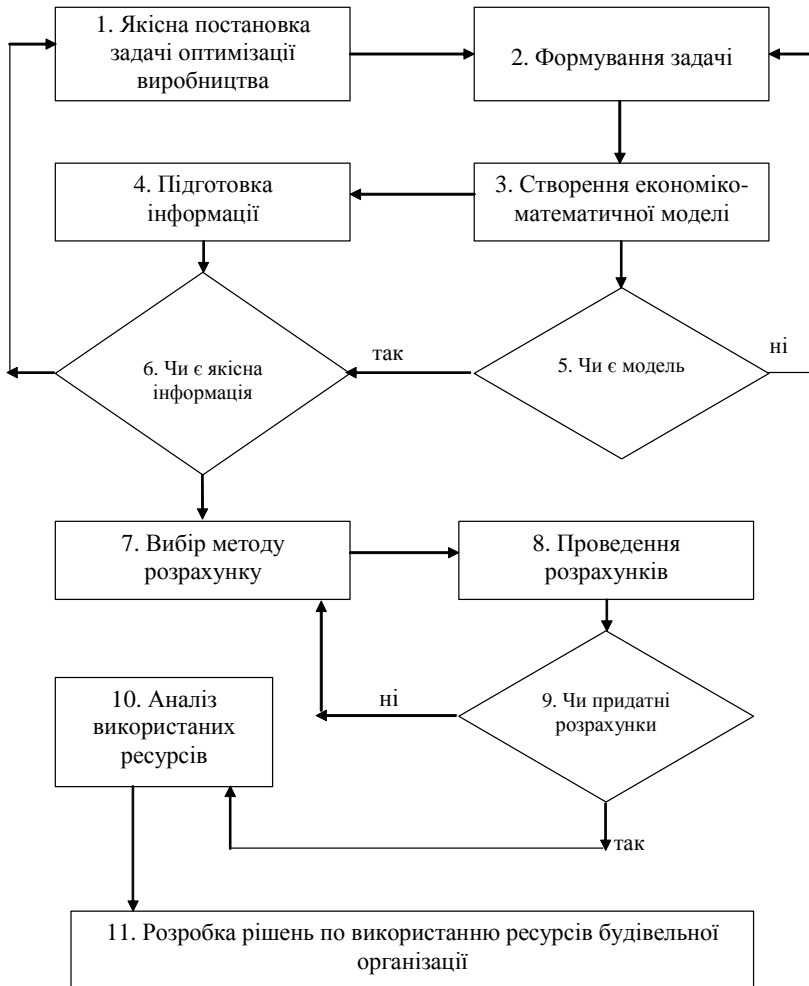 1. Якісна постановка
задачі оптимізації
виробництва
2. Формування задачі
4. Підготовка
інформації
3. Створення економіко-
математичної моделі
6. Чи є якісна
інформація
так
5. Чи є модель
ні
7. Вибір методу
розрахунку
8. Проведення
розрахунків
10. Аналіз
використаних
ресурсів
ні
9. Чи придатні
розрахунки
так
11. Розробка рішень по використанню ресурсів будівельної
організації